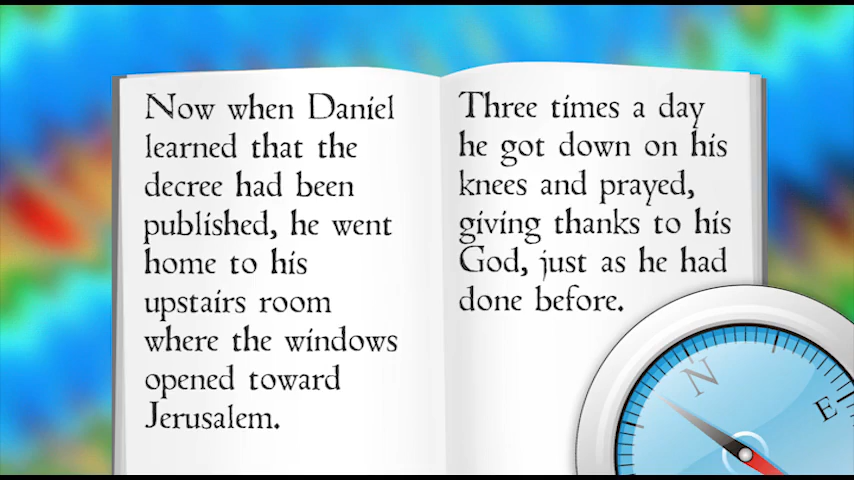 Now when Daniel
learned that the
decree had been
published, he went
home to his
upstairs room
where the windows
opened toward
Jerusalem.
Three times a day
he got down on his
knees and prayed,
giving thanks to his
God, just as he had
done before.
N
E